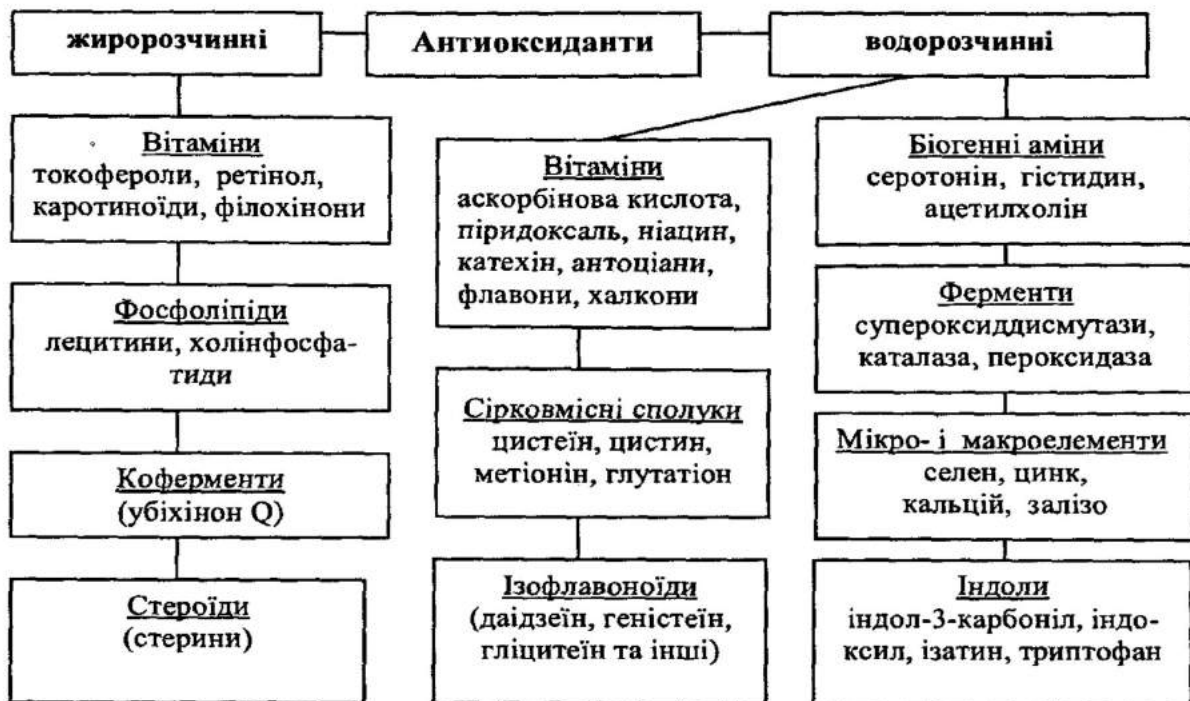 жиророзчинні
Антиоксиданти
водорозчинні
Вітаміни
токофероли, ретінол,
каротиноїди, філохінони
Фосфоліпіди
лецитини, холінфосфа-
тиди
Коферменти
(убіхінон Q)
Стероїди
(стерини)
Вітаміни
аскорбінова кислота,
піридоксаль, ніацин,
катехін, антоціани,
флавони, халкони
Сірковмісні сполуки
цистеїн, цистин,
метіонін, глутатіон
Ізофлавоноїди
(даідзеїн, геністеїн,
гліцитеїн та інші)
Біогенні аміни
серотонін, гістидин,
ацетилхолін
Ферменти
супероксиддисмутази,
каталаза, пероксидаза
Мікро- і макроелементи
селен, цинк,
кальцій, залізо
Індоли
індол-3-карбоніл, індо-
ксил, ізатин, триптофан